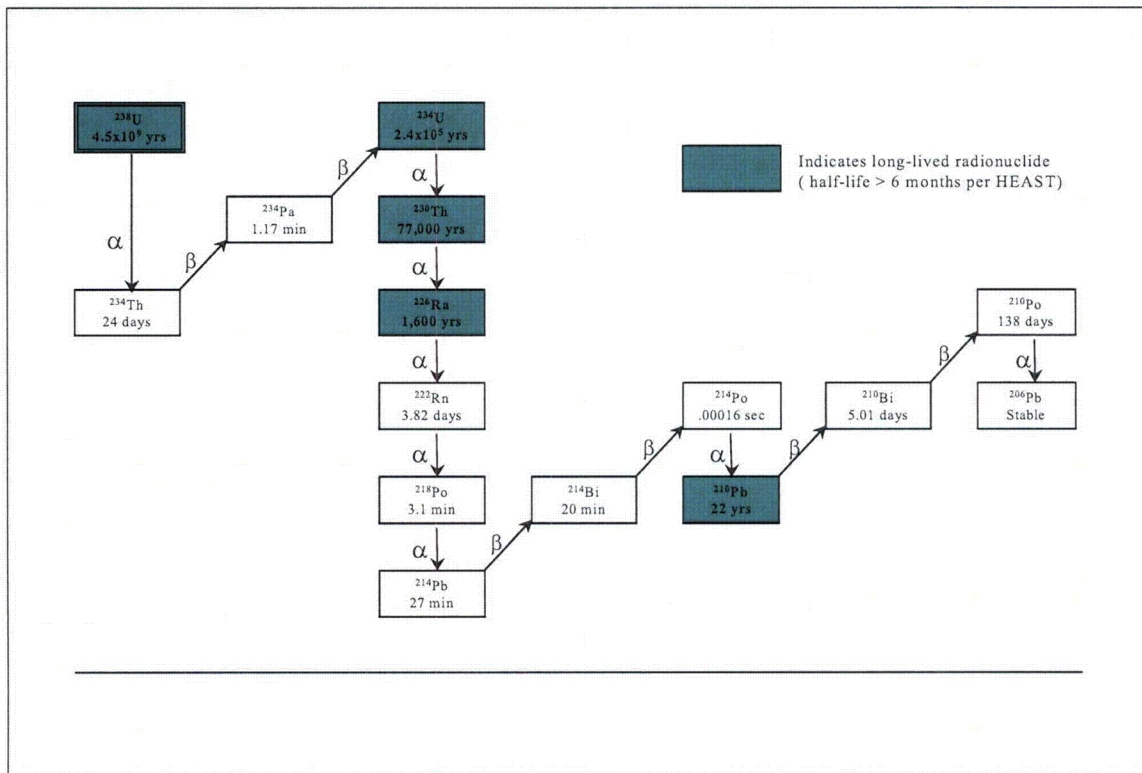 ²³⁸U
4.5x10⁹ yrs
α
²³⁴Th
24 days
β
²³⁴Pa
1.17 min
β
²³⁴U
2.4x10⁵ yrs
α
²³⁰Th
77,000 yrs
α
²²⁶Ra
1,600 yrs
α
²²²Rn
3.82 days
α
²¹⁸Po
3.1 min
α
²¹⁴Pb
27 min
β
²¹⁴Bi
20 min
β
²¹⁴Po
.00016 sec
α
²¹⁰Pb
22 yrs
β
²¹⁰Bi
5.01 days
β
²¹⁰Po
138 days
α
²⁰⁶Pb
Stable
Indicates long-lived radionuclide
( half-life > 6 months per HEAST)